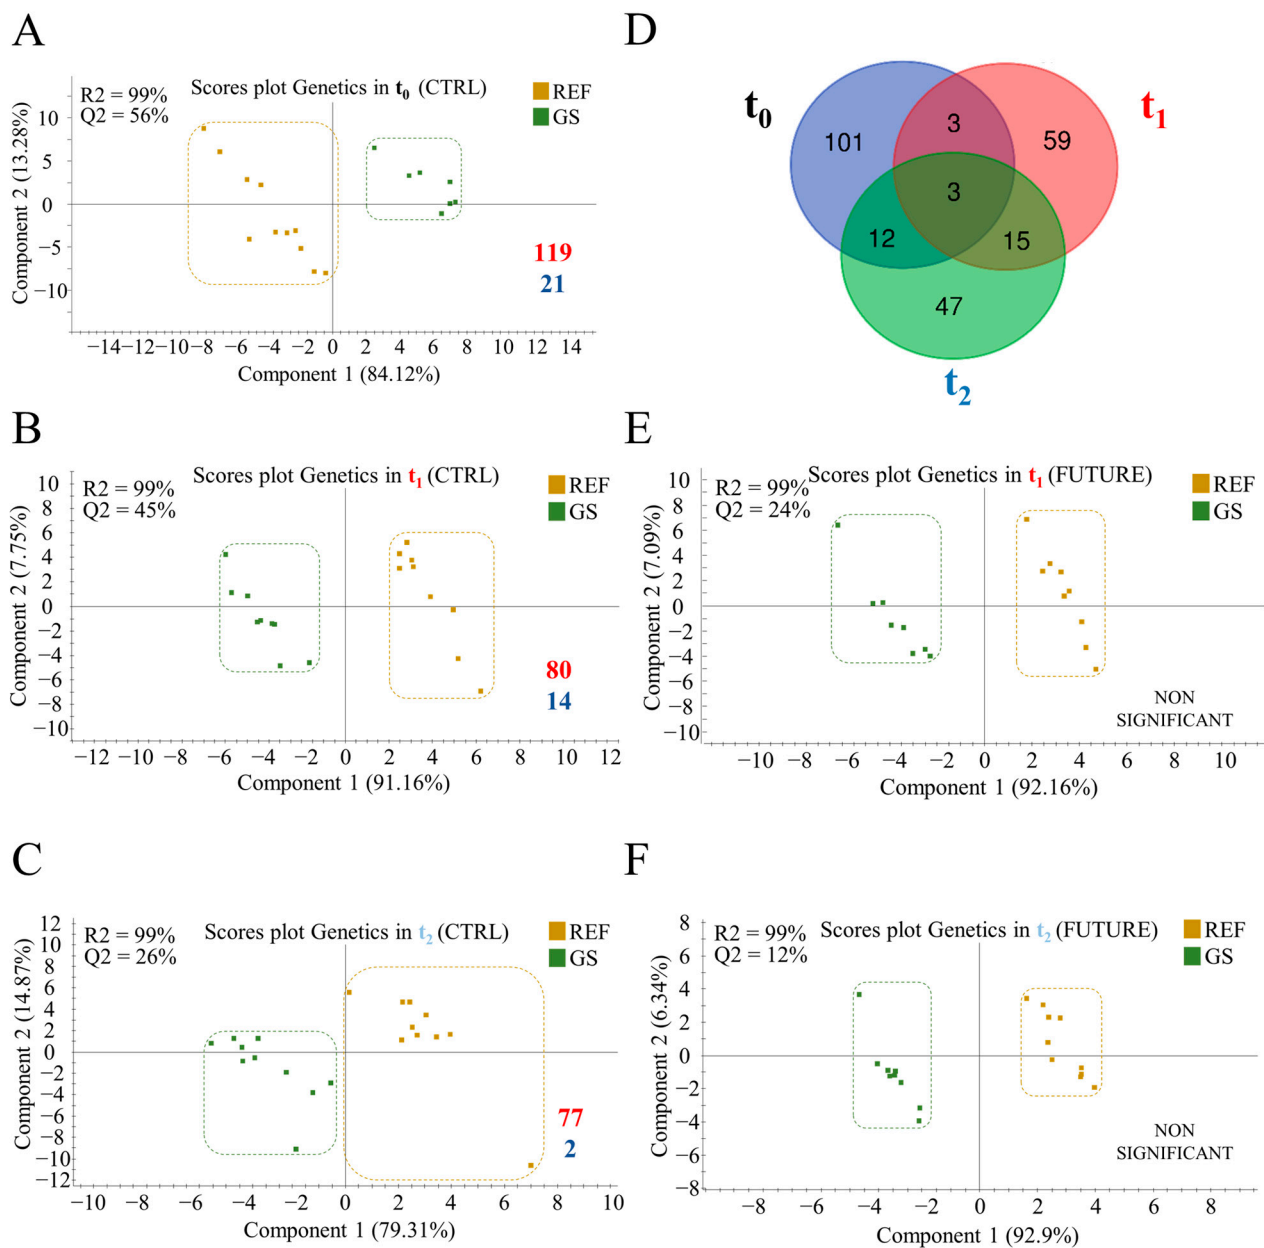 A
Scores plot Genetics in t0 (CTRL)
R2 = 99%
Q2 = 56%
REF
GS
Component 2 (13.28%)
10
5
0
−5
−10
119
21
−14−12−10−8 −6 −4 −2 0 2 4 6 8 10 12 14
Component 1 (84.12%)
D
t0
t1
t2
101
3
59
3
12
15
47
B
Scores plot Genetics in t1 (CTRL)
R2 = 99%
Q2 = 45%
REF
GS
Component 2 (7.75%)
10
8
6
4
2
0
−2
−4
−6
−8
−10
80
14
−12 −10 −8 −6 −4 −2 0 2 4 6 8 10 12
Component 1 (91.16%)
E
Scores plot Genetics in t1 (FUTURE)
R2 = 99%
Q2 = 24%
REF
GS
Component 2 (7.09%)
10
8
6
4
2
0
−2
−4
−6
−8
−10
NON
SIGNIFICANT
−10 −8 −6 −4 −2 0 2 4 6 8 10
Component 1 (92.16%)
C
Scores plot Genetics in t2 (CTRL)
R2 = 99%
Q2 = 26%
REF
GS
Component 2 (14.87%)
12
10
8
6
4
2
0
−2
−4
−6
−8
−10
−12
77
2
−10 −8 −6 −4 −2 0 2 4 6 8 10
Component 1 (79.31%)
F
Scores plot Genetics in t2 (FUTURE)
R2 = 99%
Q2 = 12%
REF
GS
Component 2 (6.34%)
8
6
4
2
0
−2
−4
−6
−8
NON
SIGNIFICANT
−8 −6 −4 −2 0 2 4 6 8
Component 1 (92.9%)